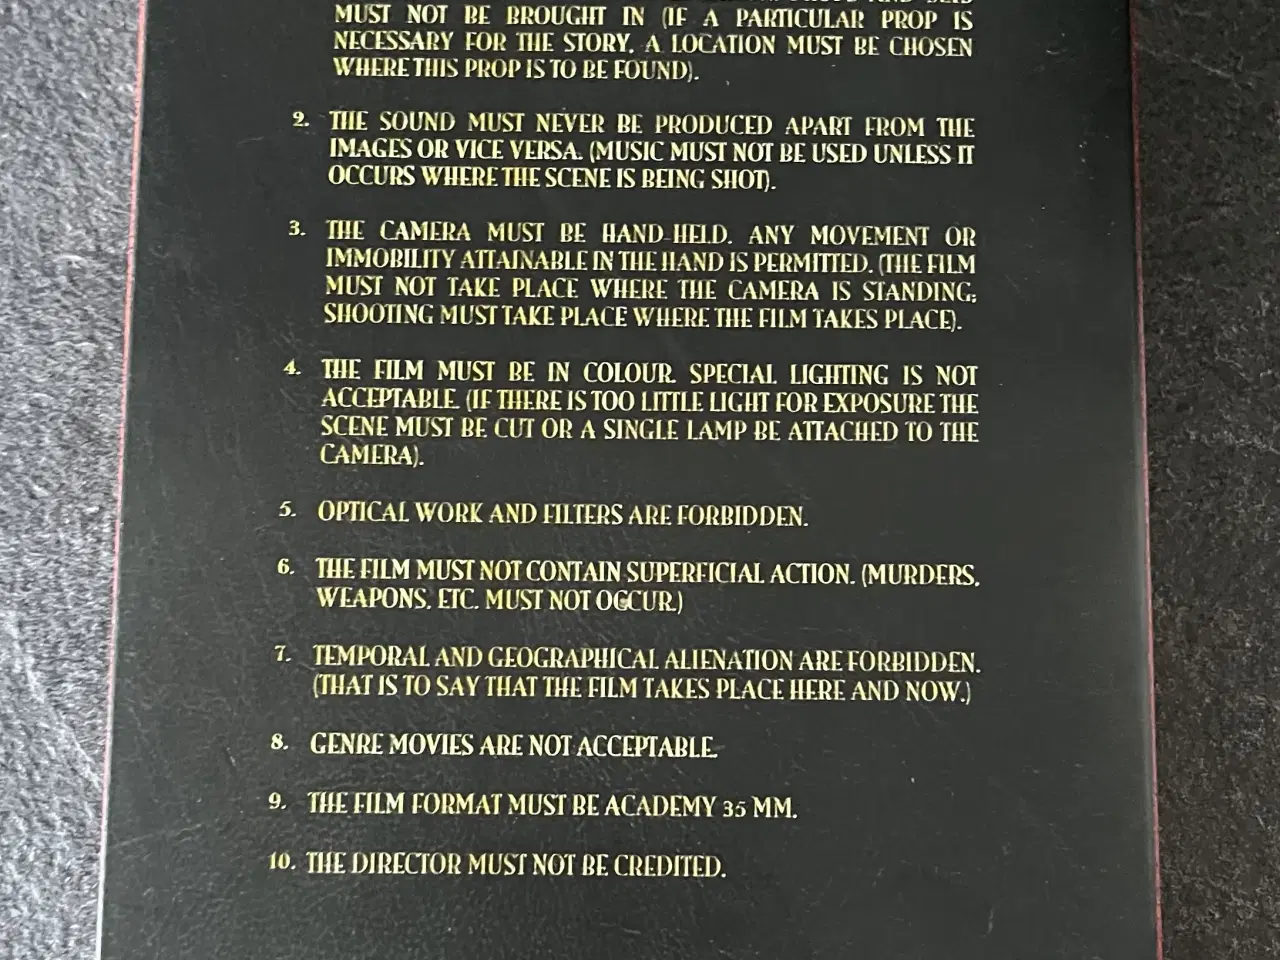 MUST NOT BE BROUGHT IN (IF A PARTICULAR PROP IS
NECESSARY FOR THE STORY, A LOCATION MUST BE CHOSEN
WHERE THIS PROP IS TO BE FOUND).
2. THE SOUND MUST NEVER BE PRODUCED APART FROM THE
IMAGES OR VICE VERSA. (MUSIC MUST NOT BE USED UNLESS IT
OCCURS WHERE THE SCENE IS BEING SHOT).
3. THE CAMERA MUST BE HAND-HELD. ANY MOVEMENT OR
IMMOBILITY ATTAINABLE IN THE HAND IS PERMITTED. (THE FILM
MUST NOT TAKE PLACE WHERE THE CAMERA IS STANDING;
SHOOTING MUST TAKE PLACE WHERE THE FILM TAKES PLACE).
4. THE FILM MUST BE IN COLOUR. SPECIAL LIGHTING IS NOT
ACCEPTABLE. (IF THERE IS TOO LITTLE LIGHT FOR EXPOSURE THE
SCENE MUST BE CUT OR A SINGLE LAMP BE ATTACHED TO THE
CAMERA).
5. OPTICAL WORK AND FILTERS ARE FORBIDDEN.
6. THE FILM MUST NOT CONTAIN SUPERFICIAL ACTION. (MURDERS,
WEAPONS, ETC. MUST NOT OCCUR.)
7. TEMPORAL AND GEOGRAPHICAL ALIENATION ARE FORBIDDEN.
(THAT IS TO SAY THAT THE FILM TAKES PLACE HERE AND NOW.)
8. GENRE MOVIES ARE NOT ACCEPTABLE.
9. THE FILM FORMAT MUST BE ACADEMY 35 MM.
10. THE DIRECTOR MUST NOT BE CREDITED.